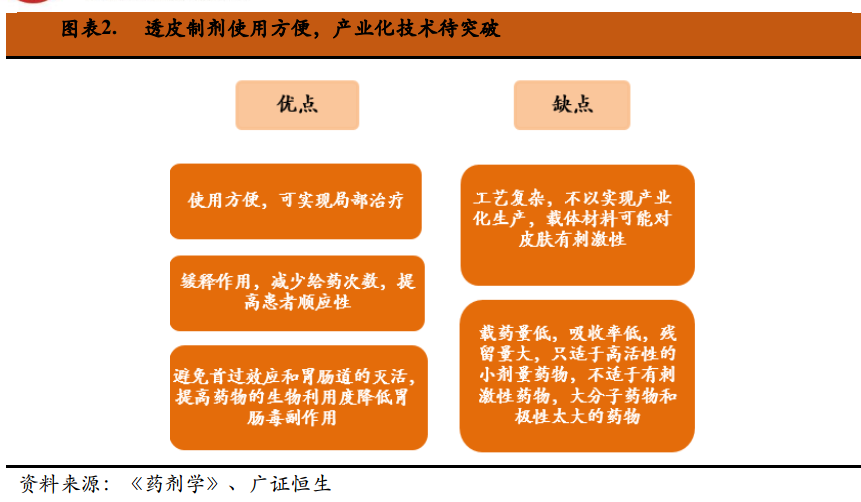 图表2. 透皮制剂使用方便，产业化技术待突破
优点
缺点
使用方便，可实现局部治疗
缓释作用，减少给药次数，提
高患者顺应性
避免首过效应和胃肠道的灭活，
提高药物的生物利用度降低胃
肠毒副作用
工艺复杂，不以实现产业
化生产，载体材料可能对
皮肤有刺激性
载药量低，吸收率低，残
留量大，只适于高活性的
小剂量药物，不适于有刺
激性药物，大分子药物和
极性太大的药物
资料来源：《药剂学》、广证恒生